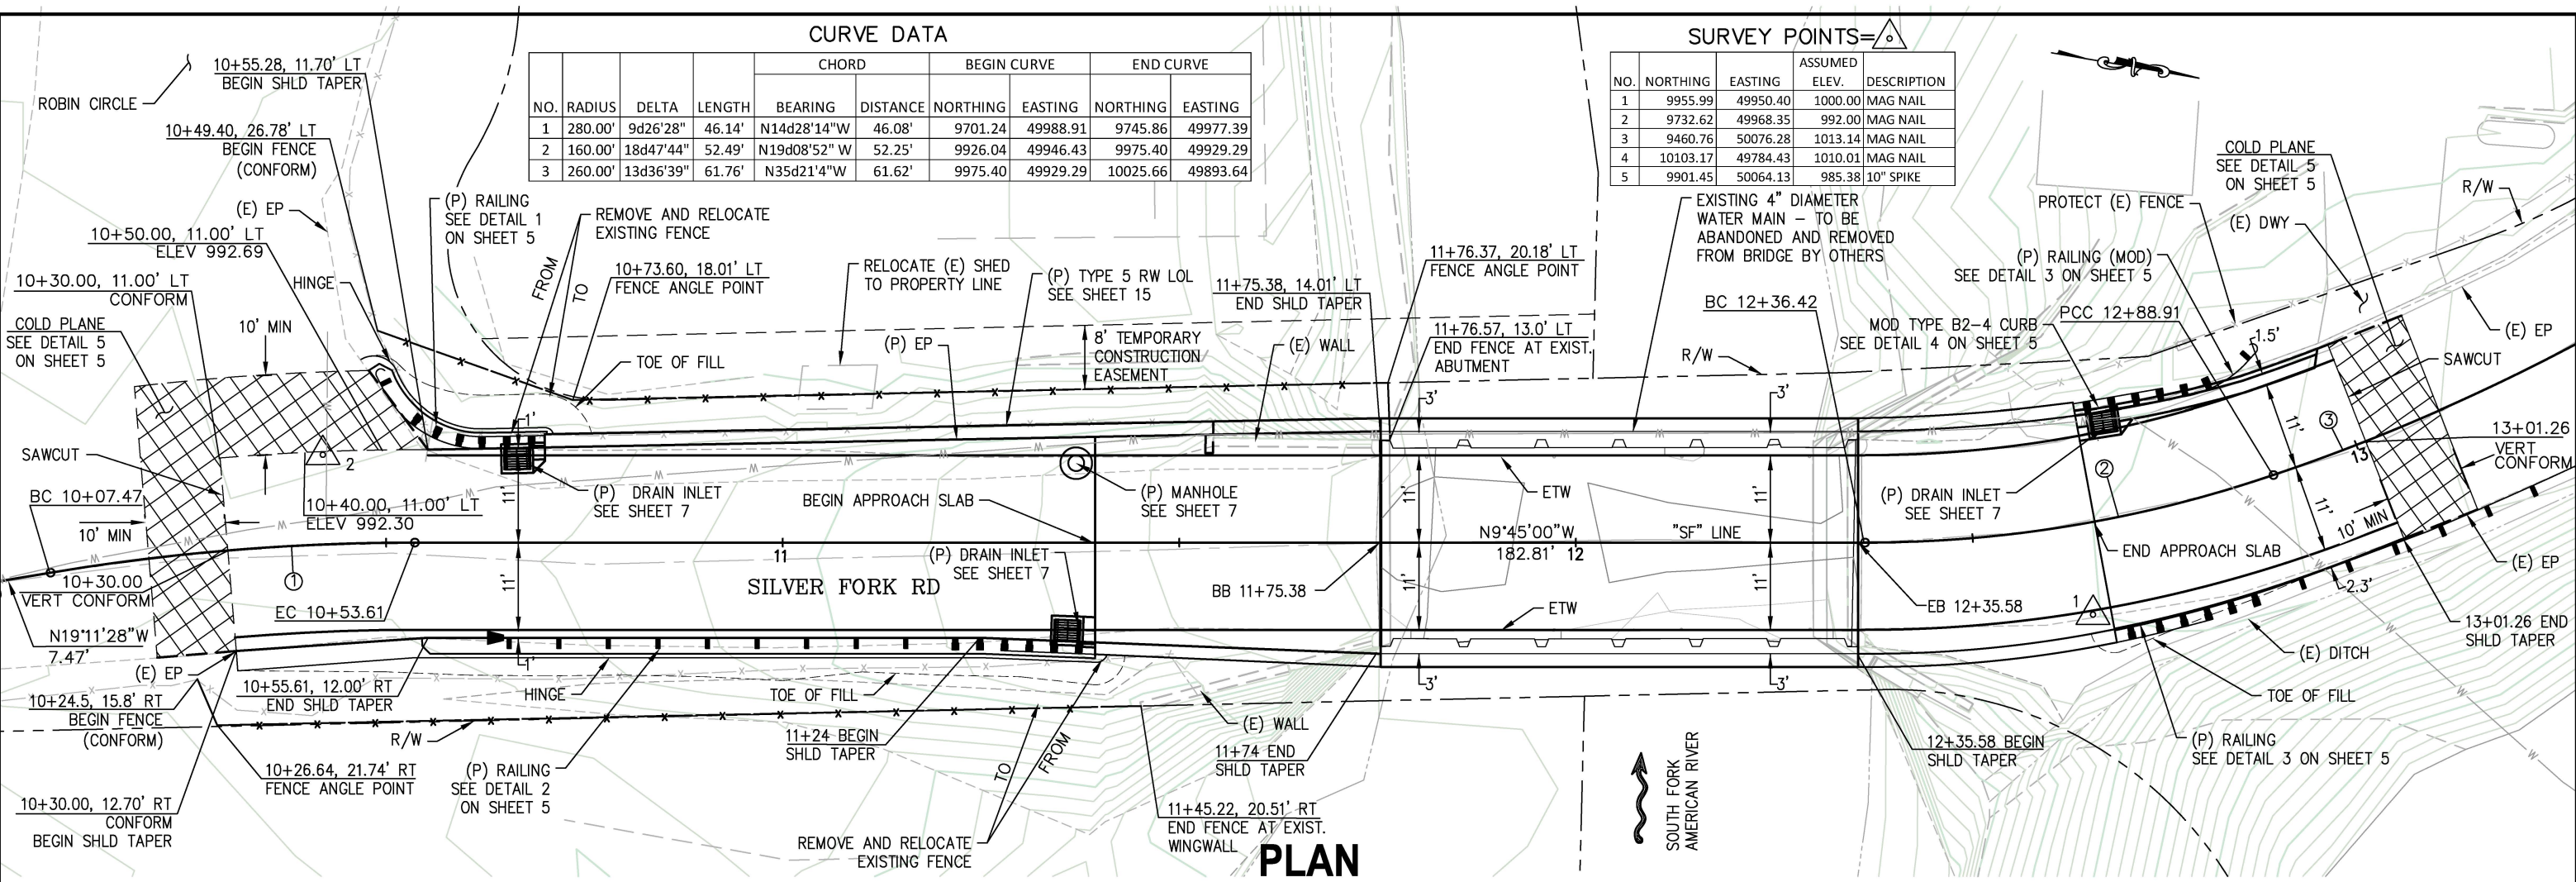 CURVE DATA
CHORD BEGIN CURVE END CURVE
NO. RADIUS DELTA LENGTH BEARING DISTANCE NORTHING EASTING NORTHING EASTING
1 280.00' 9d26'28" 46.14' N14d28'14"W 46.08' 9701.24 49988.91 9745.86 49977.39
2 160.00' 18d47'44" 52.49' N19d08'52" W 52.25' 9926.04 49946.43 9975.40 49929.29
3 260.00' 13d36'39" 61.76' N35d21'4"W 61.62' 9975.40 49929.29 10025.66 49893.64
SURVEY POINTS=
ASSUMED
NO. NORTHING EASTING ELEV. DESCRIPTION
1 9955.99 49950.40 1000.00 MAG NAIL
2 9732.62 49968.35 992.00 MAG NAIL
3 9460.76 50076.28 1013.14 MAG NAIL
4 10103.17 49784.43 1010.01 MAG NAIL
5 9901.45 50064.13 985.38 10" SPIKE
ROBIN CIRCLE
10+55.28, 11.70' LT
BEGIN SHLD TAPER
10+49.40, 26.78' LT
BEGIN FENCE
(CONFORM)
(E) EP
10+50.00, 11.00' LT
ELEV 992.69
10+30.00, 11.00' LT
CONFORM
HINGE
COLD PLANE
SEE DETAIL 5
ON SHEET 5
10' MIN
(P) RAILING
SEE DETAIL 1
ON SHEET 5
REMOVE AND RELOCATE
EXISTING FENCE
FROM
TO
10+73.60, 18.01' LT
FENCE ANGLE POINT
RELOCATE (E) SHED
TO PROPERTY LINE
(P) TYPE 5 RW LOL
SEE SHEET 15
TOE OF FILL
(P) EP
8' TEMPORARY
CONSTRUCTION
EASEMENT
11+75.38, 14.01' LT
END SHLD TAPER
(E) WALL
11+76.37, 20.18' LT
FENCE ANGLE POINT
11+76.57, 13.0' LT
END FENCE AT EXIST.
ABUTMENT
EXISTING 4" DIAMETER
WATER MAIN – TO BE
ABANDONED AND REMOVED
FROM BRIDGE BY OTHERS
R/W
BC 12+36.42
MOD TYPE B2-4 CURB
SEE DETAIL 4 ON SHEET 5
(P) RAILING (MOD)
SEE DETAIL 3 ON SHEET 5
PROTECT (E) FENCE
(E) DWY
COLD PLANE
SEE DETAIL 5
ON SHEET 5
R/W
PCC 12+88.91
1.5'
(E) EP
SAWCUT
SAWCUT
BC 10+07.47
10' MIN
2
10+40.00, 11.00' LT
ELEV 992.30
1'
11'
(P) DRAIN INLET
SEE SHEET 7
BEGIN APPROACH SLAB
(P) MANHOLE
SEE SHEET 7
3'
11'
ETW
3'
11'
(P) DRAIN INLET
SEE SHEET 7
2
11'
3
13
13+01.26
VERT
CONFORM
11'
10' MIN
10+30.00
VERT CONFORM
N19°11'28"W
7.47'
1
EC 10+53.61
11
11'
SILVER FORK RD
(P) DRAIN INLET
SEE SHEET 7
BB 11+75.38
11'
N9°45'00"W
182.81'
12
"SF" LINE
ETW
11'
EB 12+35.58
END APPROACH SLAB
1
2.3'
(E) EP
13+01.26 END
SHLD TAPER
(E) DITCH
TOE OF FILL
(E) EP
10+24.5, 15.8' RT
BEGIN FENCE
(CONFORM)
10+55.61, 12.00' RT
END SHLD TAPER
1'
HINGE
TOE OF FILL
R/W
10+26.64, 21.74' RT
FENCE ANGLE POINT
10+30.00, 12.70' RT
CONFORM
BEGIN SHLD TAPER
(P) RAILING
SEE DETAIL 2
ON SHEET 5
11+24 BEGIN
SHLD TAPER
TO
FROM
REMOVE AND RELOCATE
EXISTING FENCE
(E) WALL
11+74 END
SHLD TAPER
11+45.22, 20.51' RT
END FENCE AT EXIST.
WINGWALL
3'
3'
SOUTH FORK
AMERICAN RIVER
12+35.58 BEGIN
SHLD TAPER
(P) RAILING
SEE DETAIL 3 ON SHEET 5
PLAN